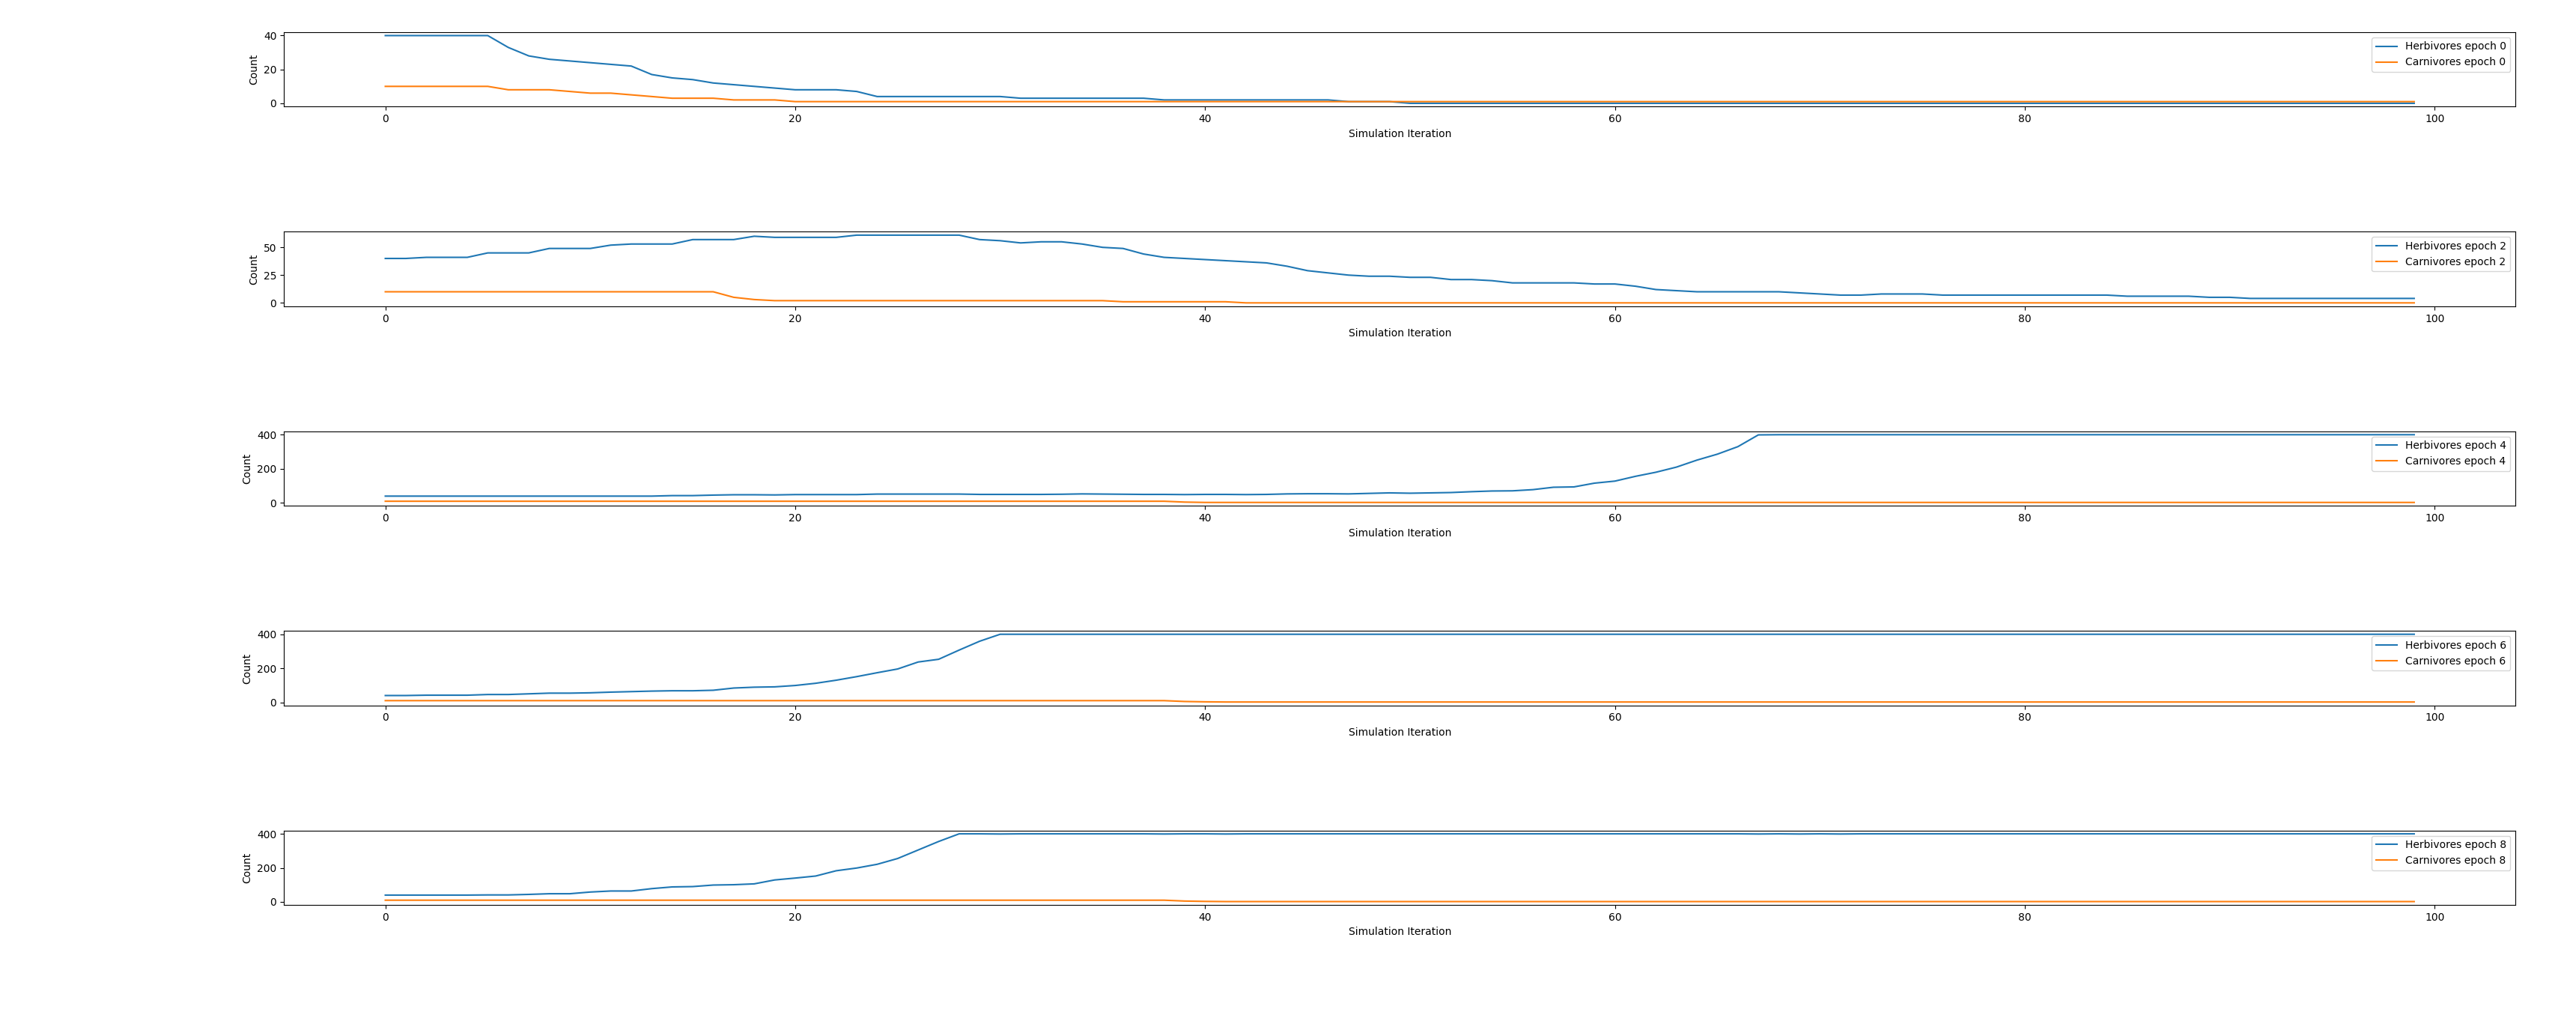 40
20
0
Count
Herbivores epoch 0
Carnivores epoch 0
0 20 40 60 80 100
Simulation Iteration
50
25
0
Count
Herbivores epoch 2
Carnivores epoch 2
0 20 40 60 80 100
Simulation Iteration
400
200
0
Count
Herbivores epoch 4
Carnivores epoch 4
0 20 40 60 80 100
Simulation Iteration
400
200
0
Count
Herbivores epoch 6
Carnivores epoch 6
0 20 40 60 80 100
Simulation Iteration
400
200
0
Count
Herbivores epoch 8
Carnivores epoch 8
0 20 40 60 80 100
Simulation Iteration